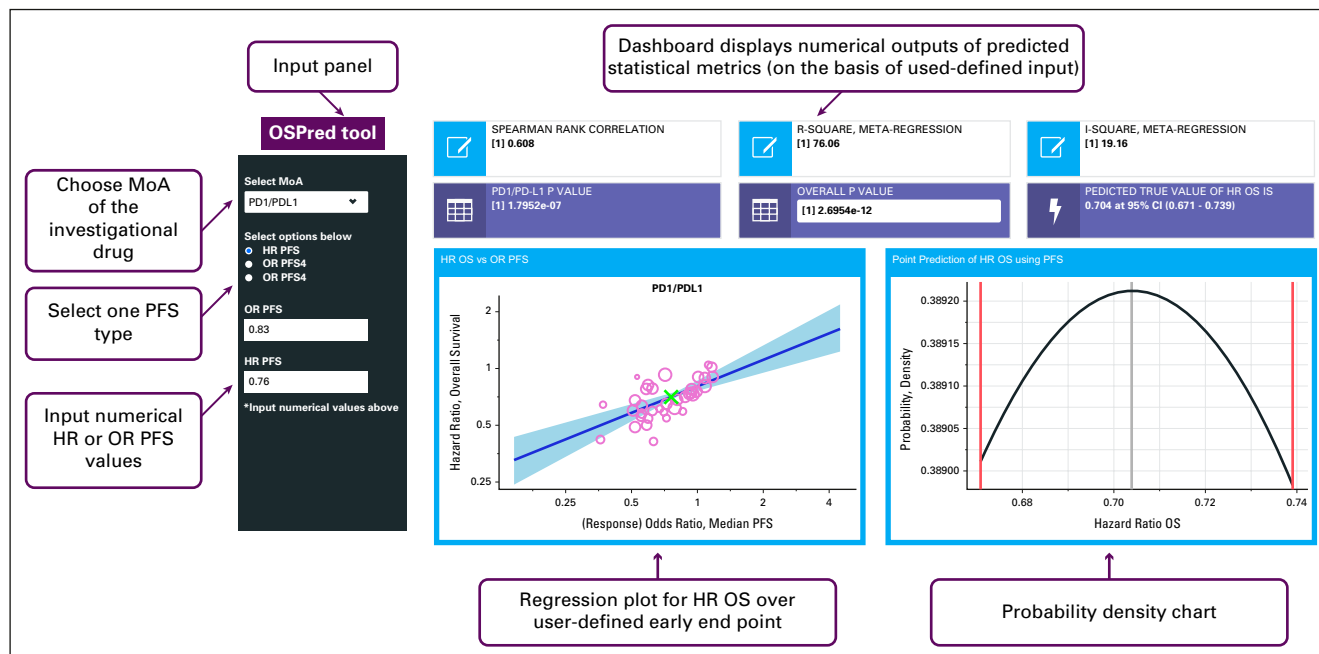 Input panel
Dashboard displays numerical outputs of predicted
statistical metrics (on the basis of used-defined input)
OSPred tool
Choose MoA
of the
investigational
drug
Select one PFS
type
Input numerical
HR or OR PFS
values
Select MoA
PD1/PDL1
Select options below
HR PFS
OR PFS4
OR PFS4
OR PFS
0.83
HR PFS
0.76
*Input numerical values above
SPEARMAN RANK CORRELATION
[1] 0.608
R-SQUARE, META-REGRESSION
[1] 76.06
I-SQUARE, META-REGRESSION
[1] 19.16
PD1/PD-L1 P VALUE
[1] 1.7952e-07
OVERALL P VALUE
[1] 2.6954e-12
PEDICTED TRUE VALUE OF HR OS IS
0.704 at 95% CI (0.671 - 0.739)
HR OS vs OR PFS
PD1/PDL1
Hazard Ratio, Overall Survival
2
1
0.5
0.25
0.25
0.5
1
2
4
(Response) Odds Ratio, Median PFS
Point Prediction of HR OS using PFS
Probability, Density
0.38920
0.38915
0.38910
0.38905
0.38900
0.68
0.70
0.72
0.74
Hazard Ratio OS
Regression plot for HR OS over
user-defined early end point
Probability density chart